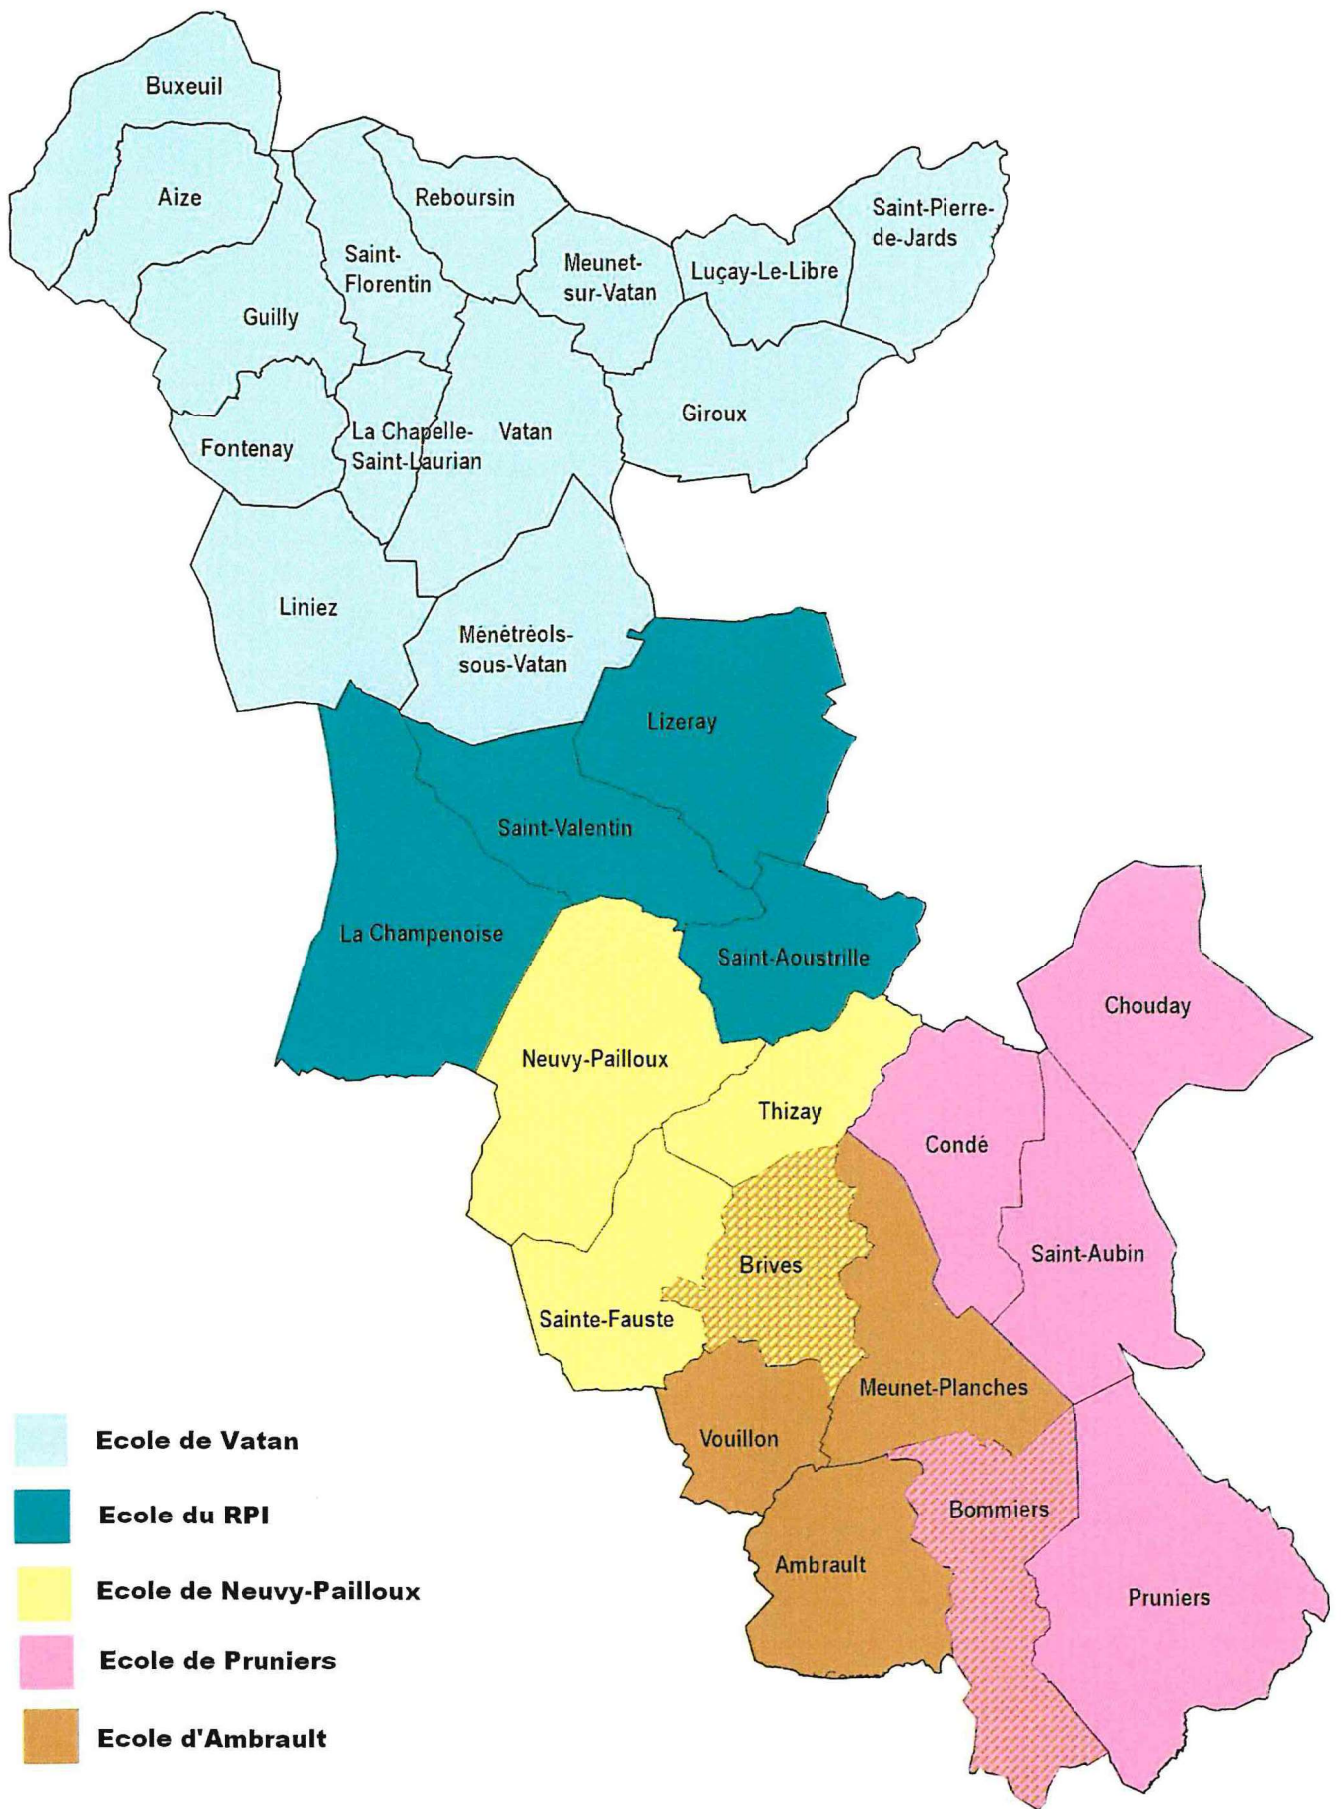 Buxeuil
Aize
Reboursin
Saint-Pierre-
de-Jards
Saint-
Florentin
Meunet-
sur-Vatan
Luçay-Le-Libre
Guilly
Giroux
La Chapelle-
Saint-Laurian
Vatan
Fontenay
Liniez
Ménétréols-
sous-Vatan
Lizeray
Saint-Valentin
La Champenoise
Saint-Aoustrille
Chouday
Neuvy-Pailloux
Thizay
Condé
Saint-Aubin
Brives
Sainte-Fauste
Meunet-Planches
Vouillon
Bommiers
Ambrault
Pruniers
Ecole de Vatan
Ecole du RPI
Ecole de Neuvy-Pailloux
Ecole de Pruniers
Ecole d'Ambrault